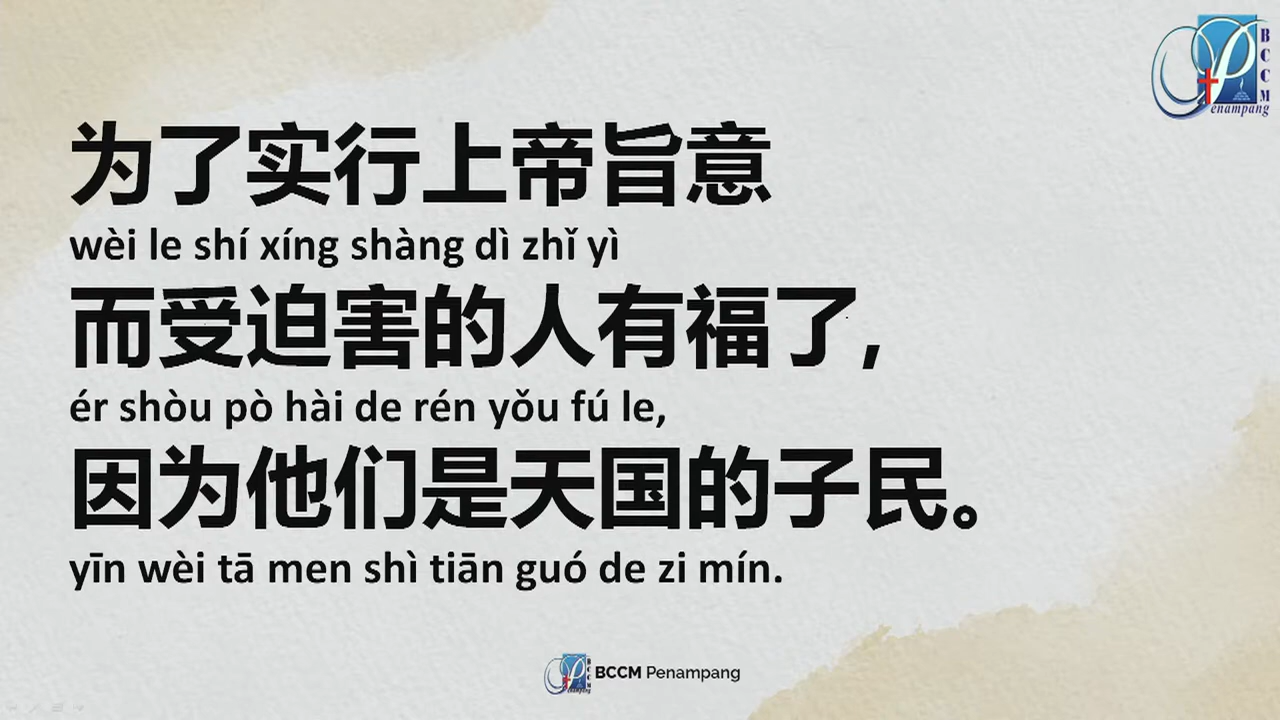 BCCM
Penampang
为了实行上帝旨意
wèi le shí xíng shàng dì zhǐ yì
而受迫害的人有福了,
ér shòu pò hài de rén yǒu fú le,
因为他们是天国的子民。
yīn wèi tā men shì tiān guó de zi mín.
BCCM Penampang